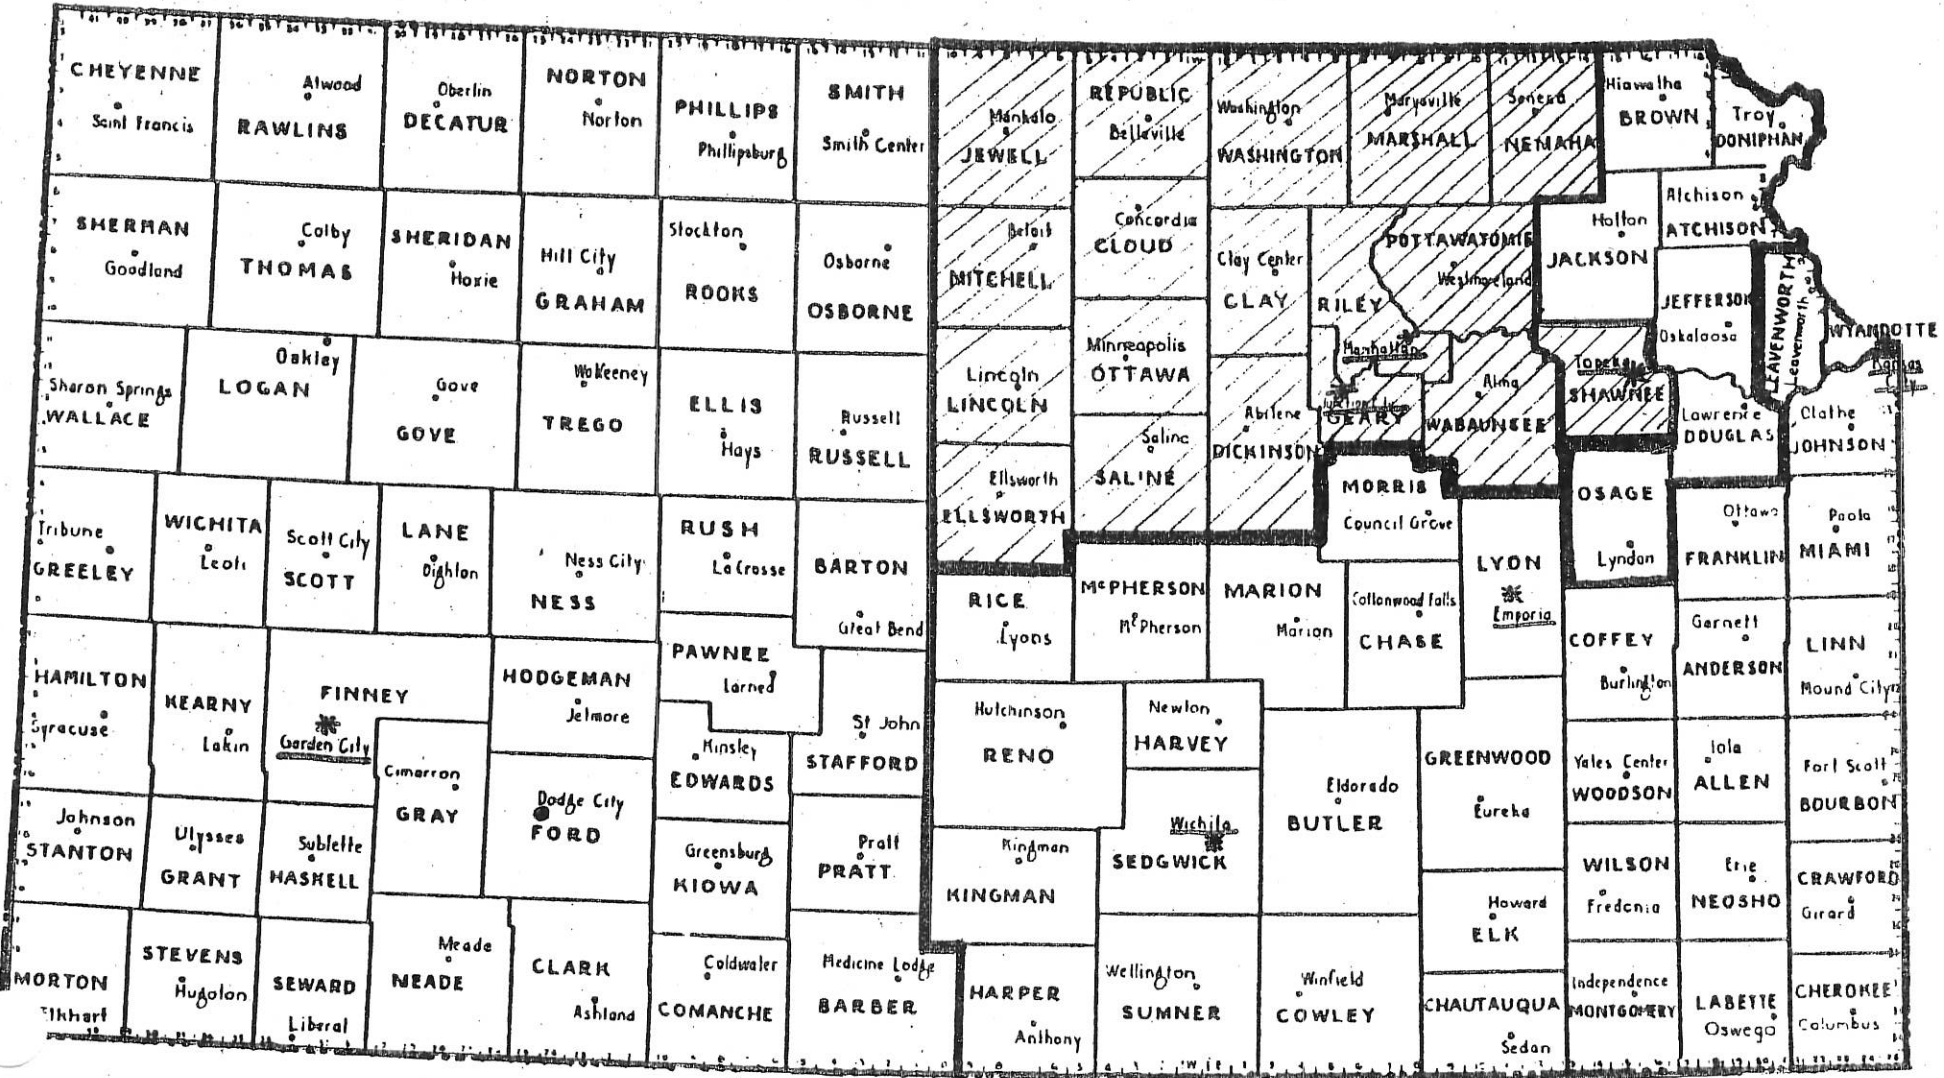 CHEYENNE
Saint Francis
Atwood
RAWLINS
Oberlin
DECATUR
NORTON
Norton
PHILLIPS
Phillipsburg
SMITH
Smith Center
Mankato
JEWELL
REPUBLIC
Belleville
Washington
WASHINGTON
Marysville
MARSHALL
Seneca
NEMAHA
Hiawatha
BROWN
Troy
DONIPHAN
SHERMAN
Goodland
Colby
THOMAS
SHERIDAN
Hoxie
Hill City
GRAHAM
Stockton
ROOKS
Osborne
OSBORNE
Beloit
MITCHELL
Concordia
CLOUD
Clay Center
CLAY
RILEY
Manhattan
POTTAWATOMIE
Westmoreland
Holton
JACKSON
Atchison
ATCHISON
JEFFERSON
Oskaloosa
LEAVENWORTH
Leavenworth
WYANDOTTE
Kansas
City
Sharon Springs
WALLACE
Oakley
LOGAN
Gove
GOVE
WaKeeney
TREGO
ELLIS
Hays
Russell
RUSSELL
Lincoln
LINCOLN
Minneapolis
OTTAWA
Salina
SALINE
Abilene
DICKINSON
Junction City
GEARY
Alma
WABAUNSEE
Topeka
SHAWNEE
Lawrence
DOUGLAS
Olathe
JOHNSON
Tribune
GREELEY
WICHITA
Leoti
Scott City
SCOTT
LANE
Dighton
Ness City
NESS
RUSH
LaCrosse
BARTON
Great Bend
Ellsworth
ELLSWORTH
RICE
Lyons
McPHERSON
McPherson
MARION
Marion
MORRIS
Council Grove
Cottonwood Falls
CHASE
LYON
Emporia
OSAGE
Lyndon
Ottawa
FRANKLIN
Paola
MIAMI
HAMILTON
Syracuse
KEARNY
Lakin
FINNEY
Garden City
HODGEMAN
Jetmore
PAWNEE
Larned
Kinsley
EDWARDS
St John
STAFFORD
Hutchinson
RENO
Newton
HARVEY
Eldorado
BUTLER
GREENWOOD
Eureka
COFFEY
Burlington
Garnett
ANDERSON
LINN
Mound City
Johnson
STANTON
Ulysses
GRANT
Sublette
HASKELL
Cimarron
GRAY
Dodge City
FORD
Greensburg
KIOWA
Pratt
PRATT
Kingman
KINGMAN
Wichita
SEDGWICK
Yates Center
WOODSON
Iola
ALLEN
Fort Scott
BOURBON
Howard
ELK
WILSON
Fredonia
Erie
NEOSHO
CRAWFORD
Girard
MORTON
Elkhart
STEVENS
Hugoton
SEWARD
Liberal
Meade
MEADE
CLARK
Ashland
Coldwater
COMANCHE
Medicine Lodge
BARBER
HARPER
Anthony
Wellington
SUMNER
Winfield
COWLEY
CHAUTAUQUA
Sedan
Independence
MONTGOMERY
LABETTE
Oswego
CHEROKEE
Columbus